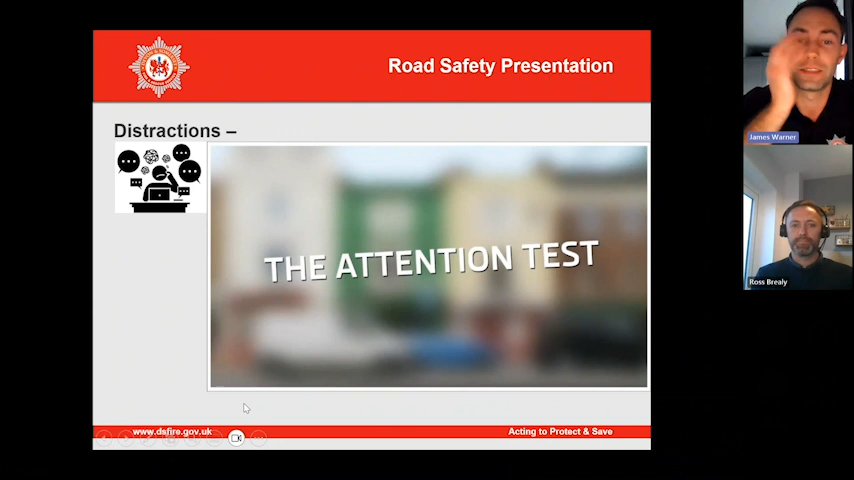 Road Safety Presentation
Distractions –
THE ATTENTION TEST
www.dsfire.gov.uk
Acting to Protect & Save
James Warner
Ross Brealy